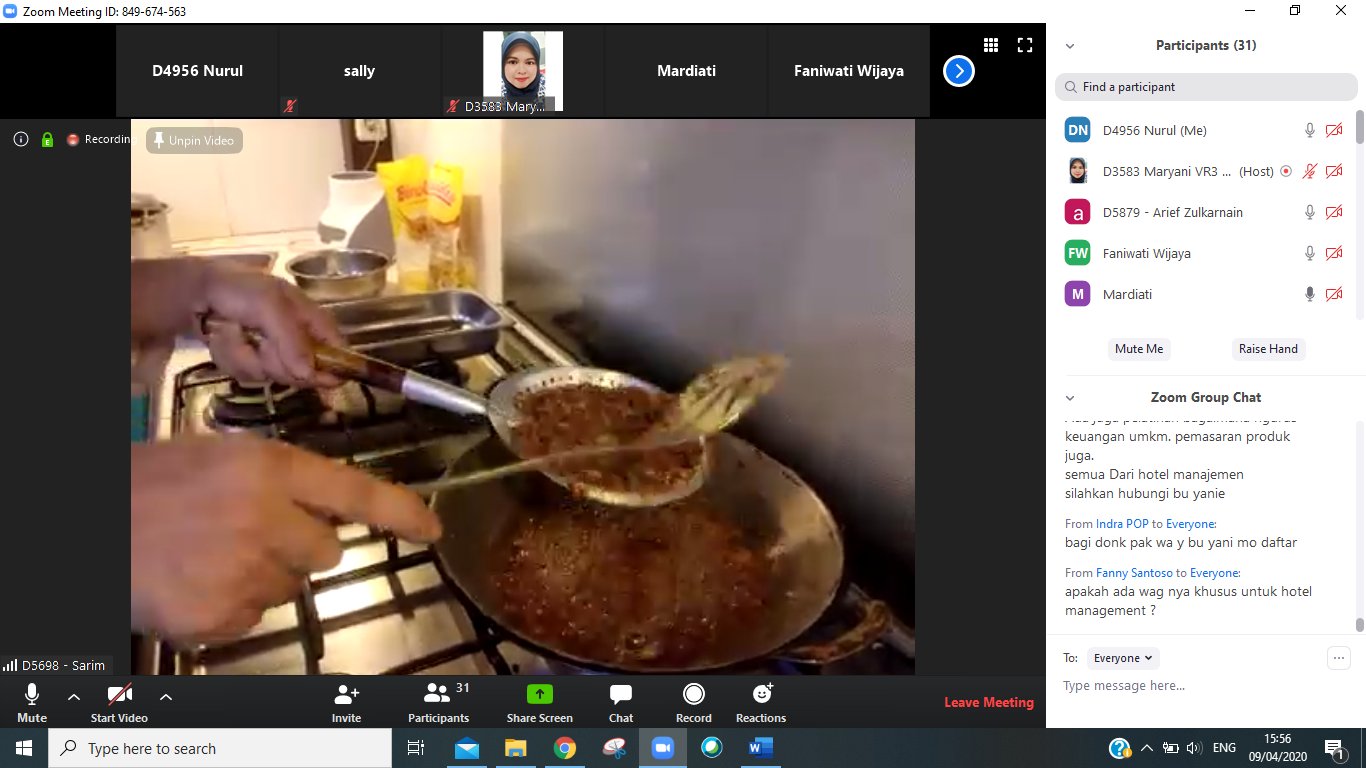 Zoom Meeting ID: 849-674-563
D4956 Nurul
sally
D3583 Mary...
Mardiati
Faniwati Wijaya
Recordin
Unpin Video
D5698 - Sarim
Mute
Start Video
Invite
Participants
31
Share Screen
Chat
Record
Reactions
Leave Meeting
Participants (31)
Find a participant
DN D4956 Nurul (Me)
D3583 Maryani VR3 ... (Host)
a D5879 - Arief Zulkarnain
FW Faniwati Wijaya
M Mardiati
Mute Me
Raise Hand
Zoom Group Chat
keuangan umkm. pemasaran produk
juga.
semua Dari hotel manajemen
silahkan hubungi bu yanie
From Indra POP to Everyone:
bagi donk pak wa y bu yani mo daftar
From Fanny Santoso to Everyone:
apakah ada wag nya khusus untuk hotel
management ?
To: Everyone
Type message here...
Type here to search
ENG
15:56
09/04/2020
1